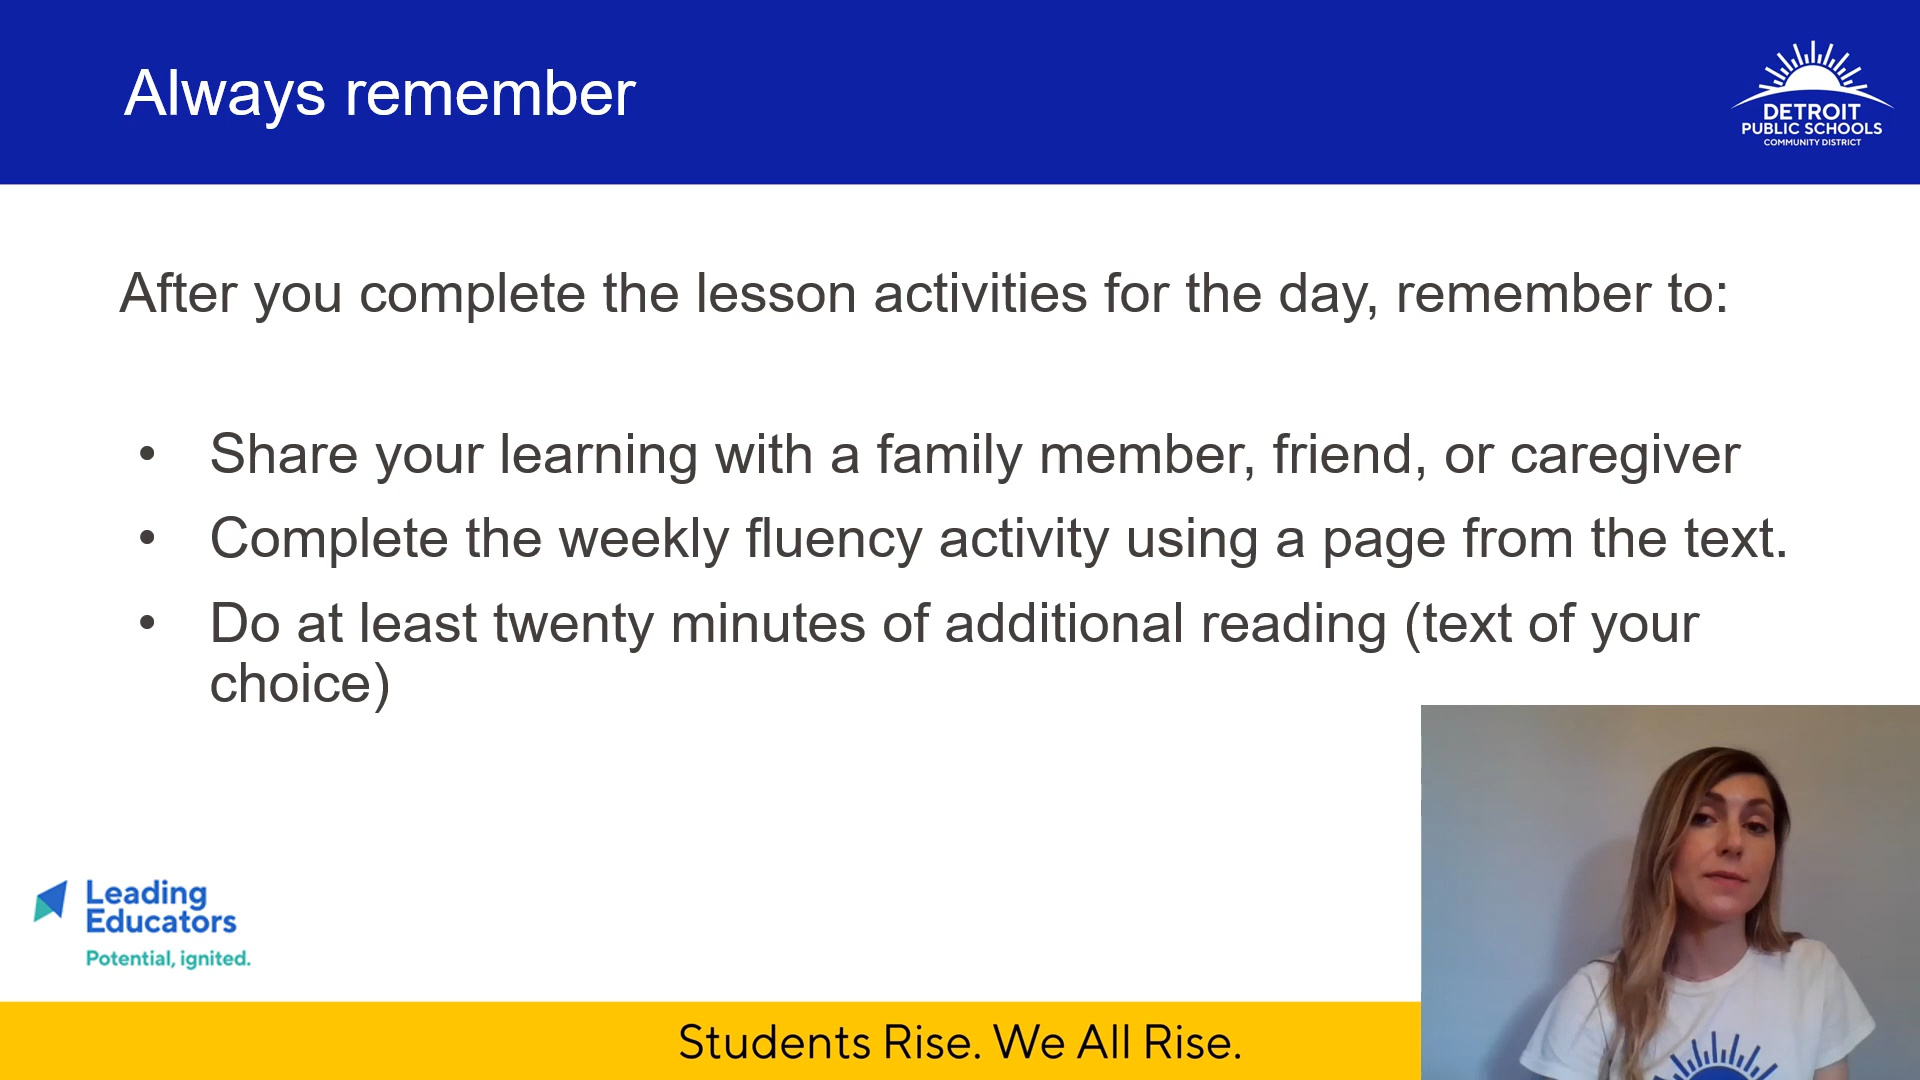 Always remember
DETROIT
PUBLIC SCHOOLS
COMMUNITY DISTRICT
After you complete the lesson activities for the day, remember to:
• Share your learning with a family member, friend, or caregiver
• Complete the weekly fluency activity using a page from the text.
• Do at least twenty minutes of additional reading (text of your
choice)
Leading
Educators
Potential, ignited.
Students Rise. We All Rise.